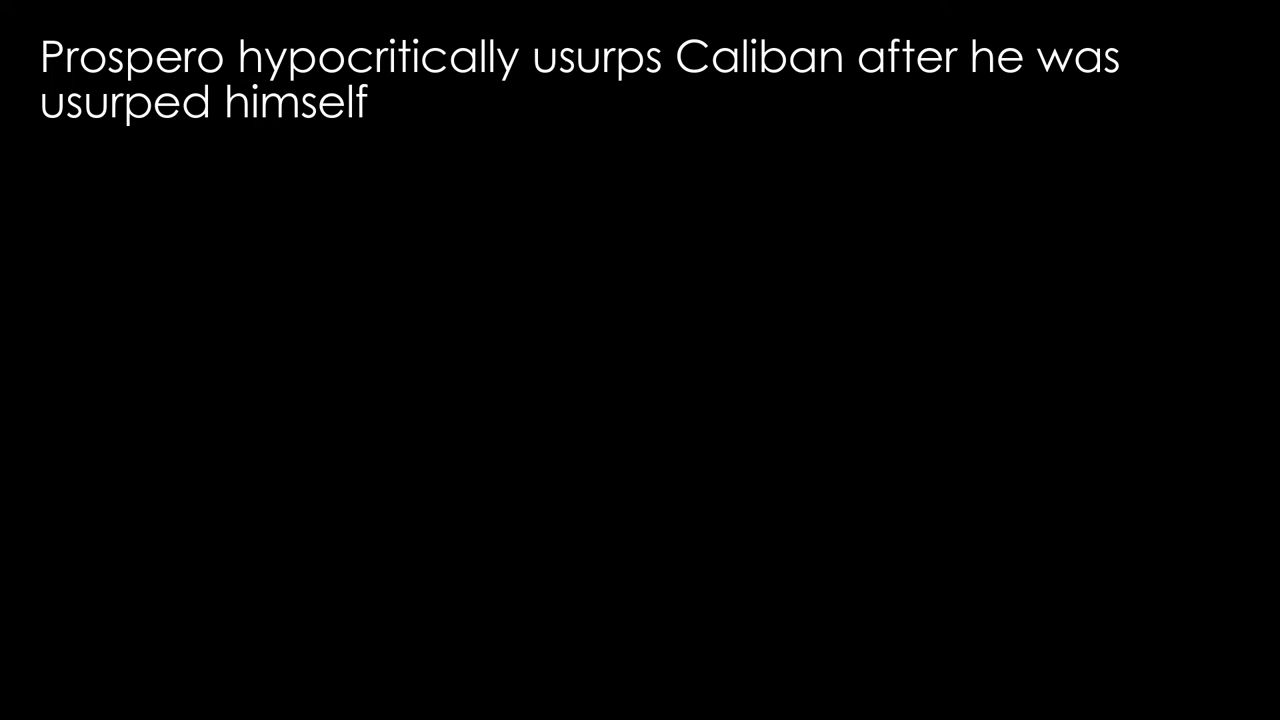 Prospero hypocritically usurps Caliban after he was
usurped himself